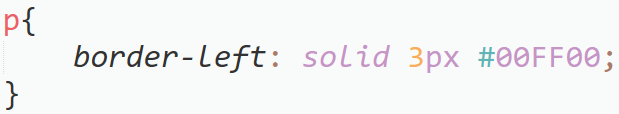 p{
    border-left: solid 3px #00FF00;
}